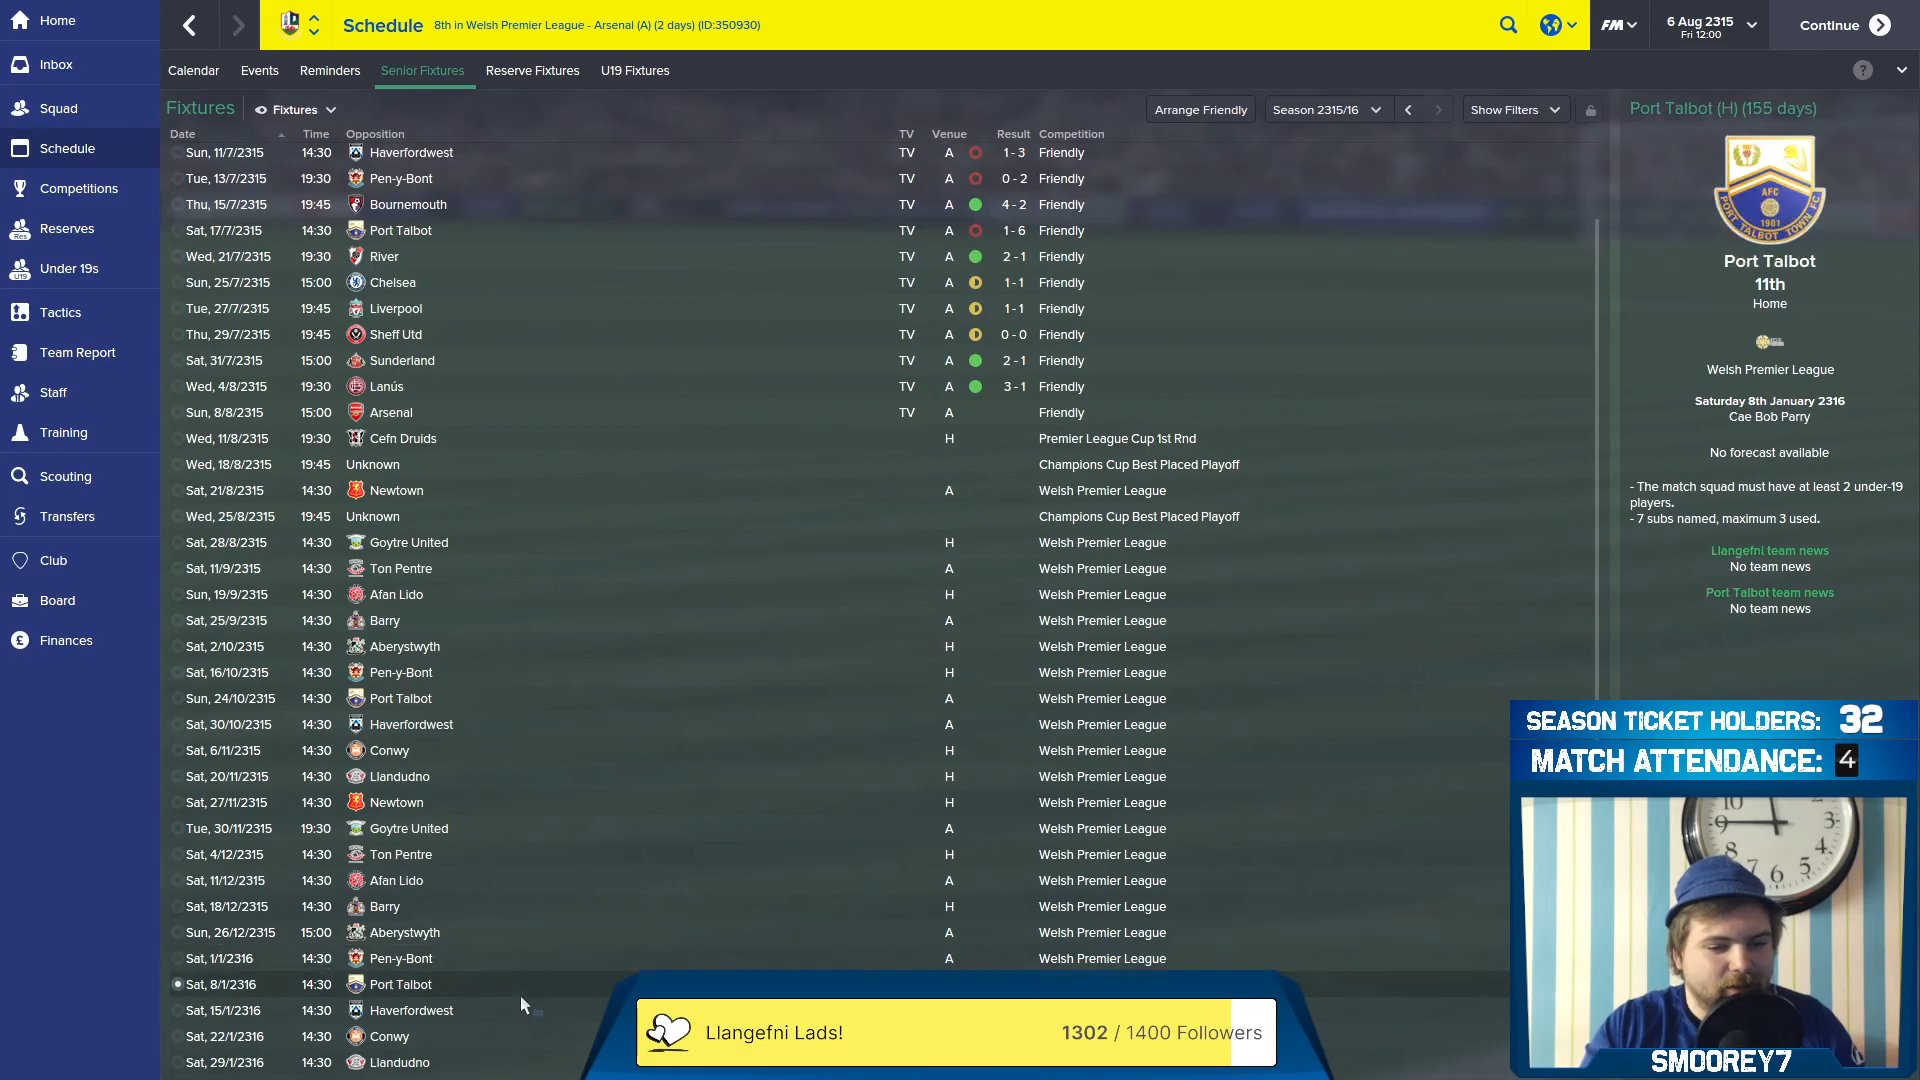 Home
Inbox
Squad
Schedule
Competitions
Reserves
Under 19s
Tactics
Team Report
Staff
Training
Scouting
Transfers
Club
Board
Finances
Schedule 8th in Welsh Premier League - Arsenal (A) (2 days) (ID:350930)
FM
6 Aug 2315
Fri 12:00
Continue
Calendar Events Reminders Senior Fixtures Reserve Fixtures U19 Fixtures
Fixtures Fixtures Arrange Friendly Season 2315/16 Show Filters
Date Time Opposition TV Venue Result Competition
Sun, 11/7/2315 14:30 Haverfordwest TV A 1 - 3 Friendly
Tue, 13/7/2315 19:30 Pen-y-Bont TV A 0 - 2 Friendly
Thu, 15/7/2315 19:45 Bournemouth TV A 4 - 2 Friendly
Sat, 17/7/2315 14:30 Port Talbot TV A 1 - 6 Friendly
Wed, 21/7/2315 19:30 River TV A 2 - 1 Friendly
Sun, 25/7/2315 15:00 Chelsea TV A 1 - 1 Friendly
Tue, 27/7/2315 19:45 Liverpool TV A 1 - 1 Friendly
Thu, 29/7/2315 19:45 Sheff Utd TV A 0 - 0 Friendly
Sat, 31/7/2315 15:00 Sunderland TV A 2 - 1 Friendly
Wed, 4/8/2315 19:30 Lanús TV A 3 - 1 Friendly
Sun, 8/8/2315 15:00 Arsenal TV A Friendly
Wed, 11/8/2315 19:30 Cefn Druids H Premier League Cup 1st Rnd
Wed, 18/8/2315 19:45 Unknown Champions Cup Best Placed Playoff
Sat, 21/8/2315 14:30 Newtown A Welsh Premier League
Wed, 25/8/2315 19:45 Unknown Champions Cup Best Placed Playoff
Sat, 28/8/2315 14:30 Goytre United H Welsh Premier League
Sat, 11/9/2315 14:30 Ton Pentre A Welsh Premier League
Sun, 19/9/2315 14:30 Afan Lido H Welsh Premier League
Sat, 25/9/2315 14:30 Barry A Welsh Premier League
Sat, 2/10/2315 14:30 Aberystwyth H Welsh Premier League
Sat, 16/10/2315 14:30 Pen-y-Bont H Welsh Premier League
Sun, 24/10/2315 14:30 Port Talbot A Welsh Premier League
Sat, 30/10/2315 14:30 Haverfordwest A Welsh Premier League
Sat, 6/11/2315 14:30 Conwy H Welsh Premier League
Sat, 20/11/2315 14:30 Llandudno H Welsh Premier League
Sat, 27/11/2315 14:30 Newtown H Welsh Premier League
Tue, 30/11/2315 19:30 Goytre United A Welsh Premier League
Sat, 4/12/2315 14:30 Ton Pentre H Welsh Premier League
Sat, 11/12/2315 14:30 Afan Lido A Welsh Premier League
Sat, 18/12/2315 14:30 Barry H Welsh Premier League
Sun, 26/12/2315 15:00 Aberystwyth A Welsh Premier League
Sat, 1/1/2316 14:30 Pen-y-Bont A Welsh Premier League
Sat, 8/1/2316 14:30 Port Talbot
Sat, 15/1/2316 14:30 Haverfordwest
Sat, 22/1/2316 14:30 Conwy
Sat, 29/1/2316 14:30 Llandudno
Port Talbot (H) (155 days)
AFC
1901
PORT TALBOT TOWN FC
Port Talbot
11th
Home
Welsh Premier League
Saturday 8th January 2316
Cae Bob Parry
No forecast available
- The match squad must have at least 2 under-19
players.
- 7 subs named, maximum 3 used.
Llangefni team news
No team news
Port Talbot team news
No team news
SEASON TICKET HOLDERS: 32
MATCH ATTENDANCE: 4
10 9 8 7 6 5 4 3
Llangefni Lads! 1302 / 1400 Followers
SMOOREY7